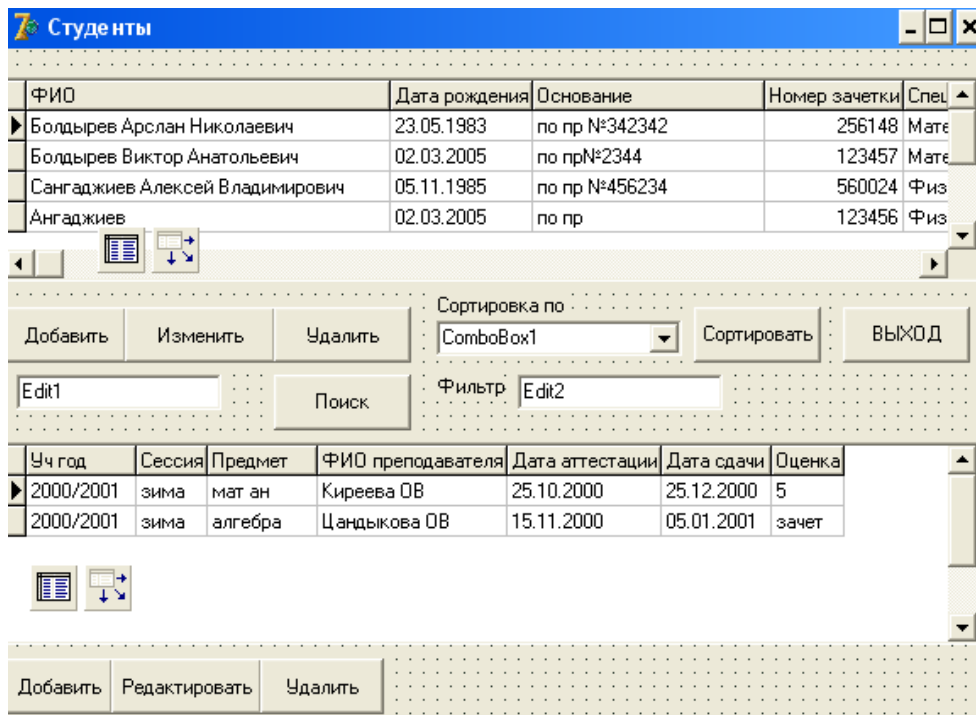 Студенты
ФИО Дата рождения Основание Номер зачетки Спец
Болдырев Арслан Николаевич 23.05.1983 по пр №342342 256148 Мате
Болдырев Виктор Анатольевич 02.03.2005 по пр№2344 123457 Мате
Сангаджиев Алексей Владимирович 05.11.1985 по пр №456234 560024 Физ
Ангаджиев 02.03.2005 по пр 123456 Физ
Сортировка по
Добавить Изменить Удалить ComboBox1 Сортировать ВЫХОД
Edit1 Поиск Фильтр Edit2
Уч год Сессия Предмет ФИО преподавателя Дата аттестации Дата сдачи Оценка
2000/2001 зима мат ан Киреева ОВ 25.10.2000 25.12.2000 5
2000/2001 зима алгебра Цандыкова ОВ 15.11.2000 05.01.2001 зачет
Добавить Редактировать Удалить